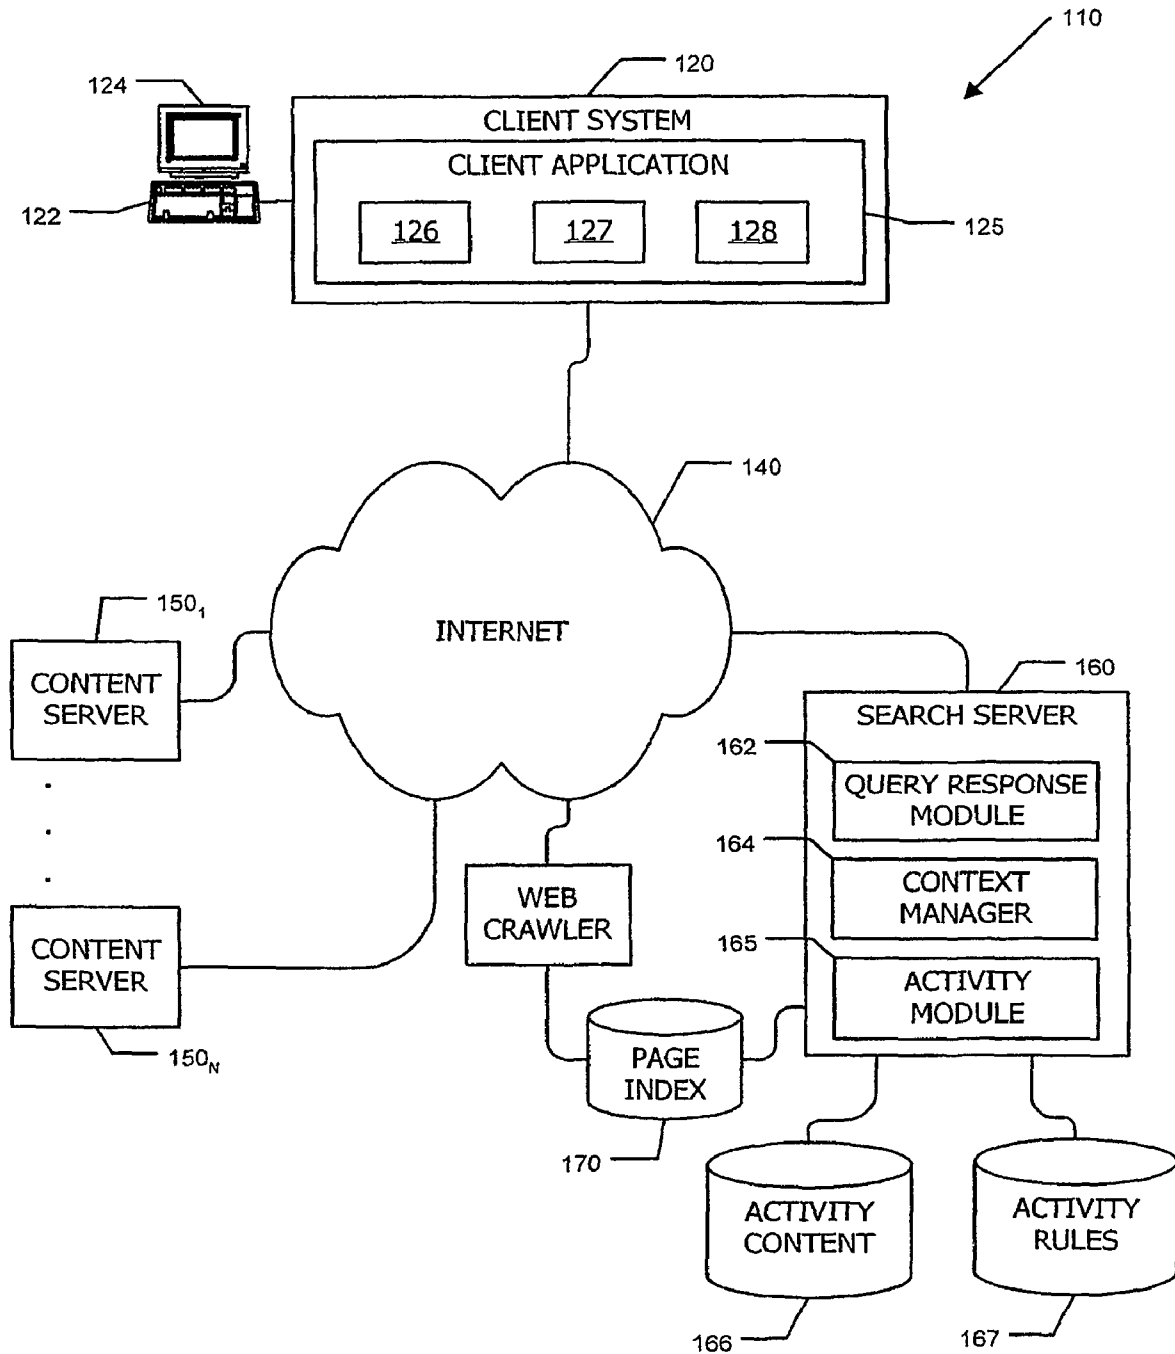 110
120
124
CLIENT SYSTEM
CLIENT APPLICATION
122
126
127
128
125
140
150₁
INTERNET
CONTENT
SERVER
160
SEARCH SERVER
162
QUERY RESPONSE
MODULE
.
.
.
164
CONTEXT
MANAGER
WEB
CRAWLER
CONTENT
SERVER
165
ACTIVITY
MODULE
150ₙ
PAGE
INDEX
170
ACTIVITY
CONTENT
ACTIVITY
RULES
166
167